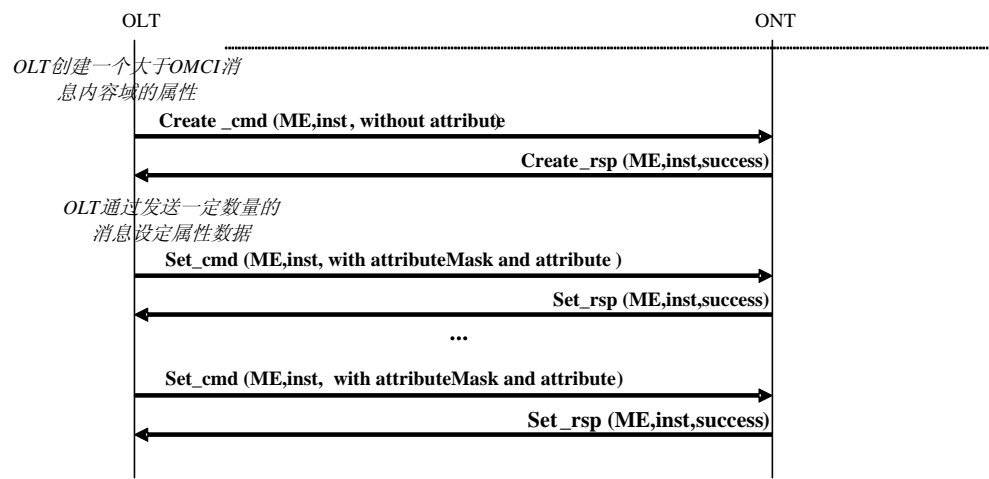 OLT
ONT
OLT创建一个大于OMCI消
息内容域的属性
Create _cmd (ME,inst, without attribute)
Create_rsp (ME,inst,success)
OLT通过发送一定数量的
消息设定属性数据
Set_cmd (ME,inst, with attributeMask and attribute )
Set_rsp (ME,inst,success)
...
Set_cmd (ME,inst, with attributeMask and attribute)
Set_rsp (ME,inst,success)